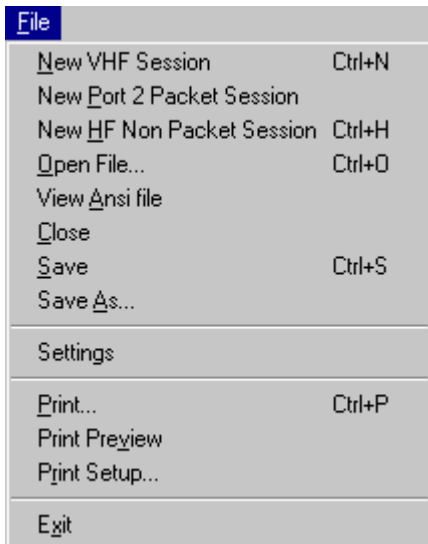 File
New VHF Session Ctrl+N
New Port 2 Packet Session
New HF Non Packet Session Ctrl+H
Open File... Ctrl+O
View Ansi file
Close
Save Ctrl+S
Save As...
Settings
Print... Ctrl+P
Print Preview
Print Setup...
Exit